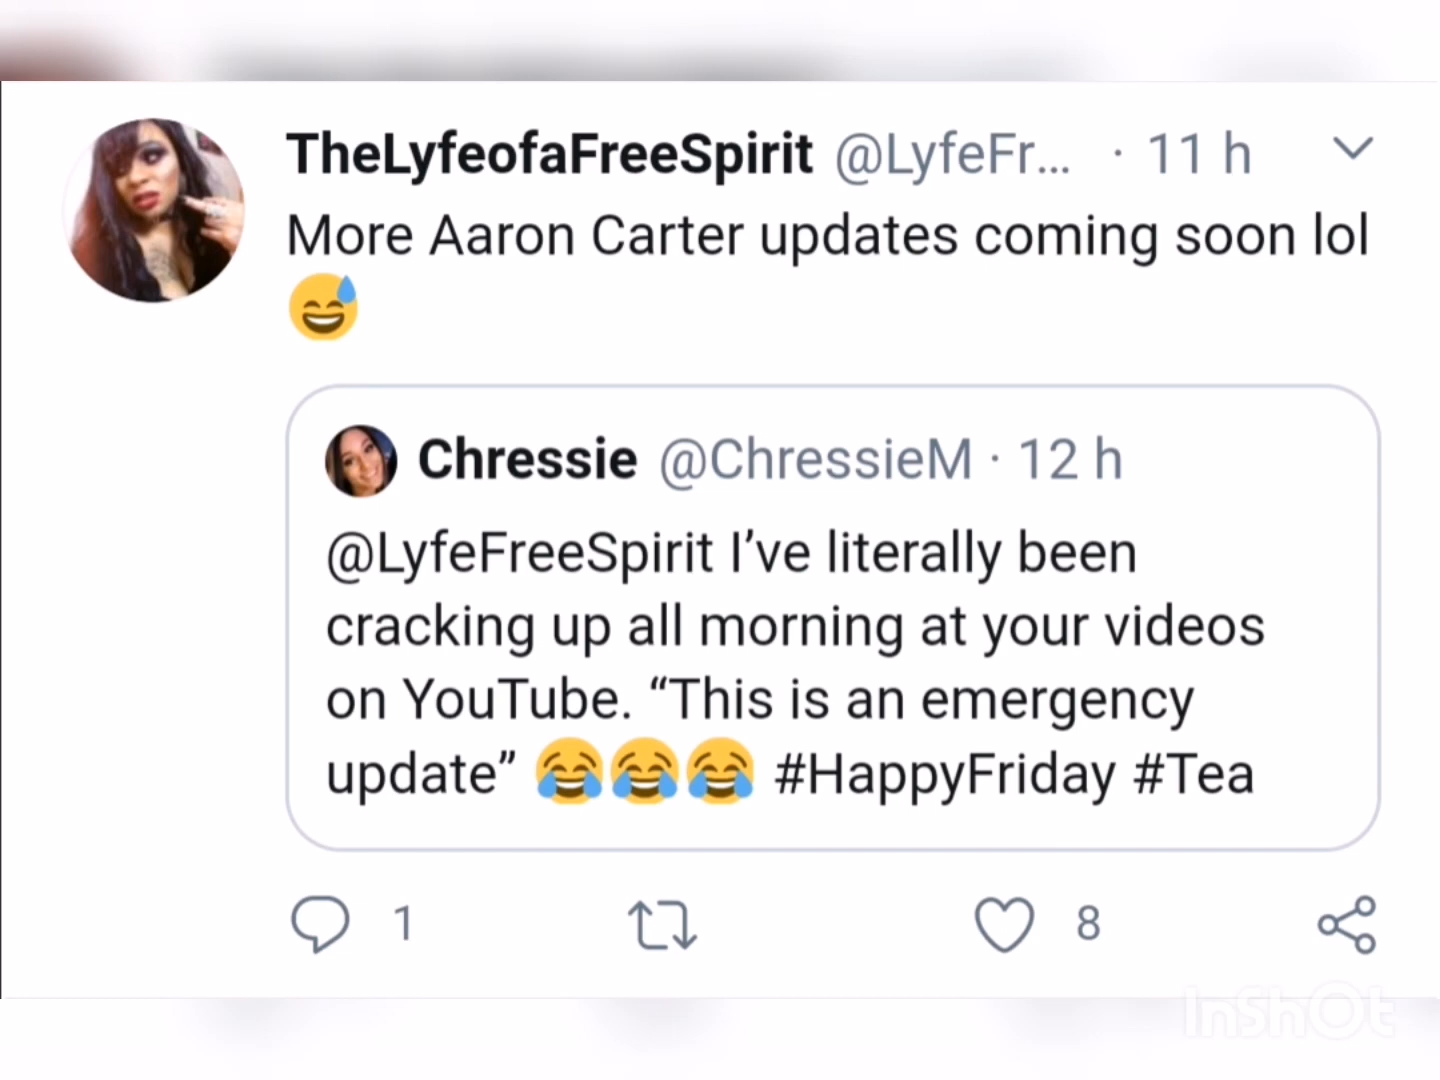 TheLyfeofaFreeSpirit @LyfeFr... · 11 h
More Aaron Carter updates coming soon lol
😅
Chressie @ChressieM · 12 h
@LyfeFreeSpirit I’ve literally been
cracking up all morning at your videos
on YouTube. “This is an emergency
update” 😂😂😂 #HappyFriday #Tea
1 8
InShOt